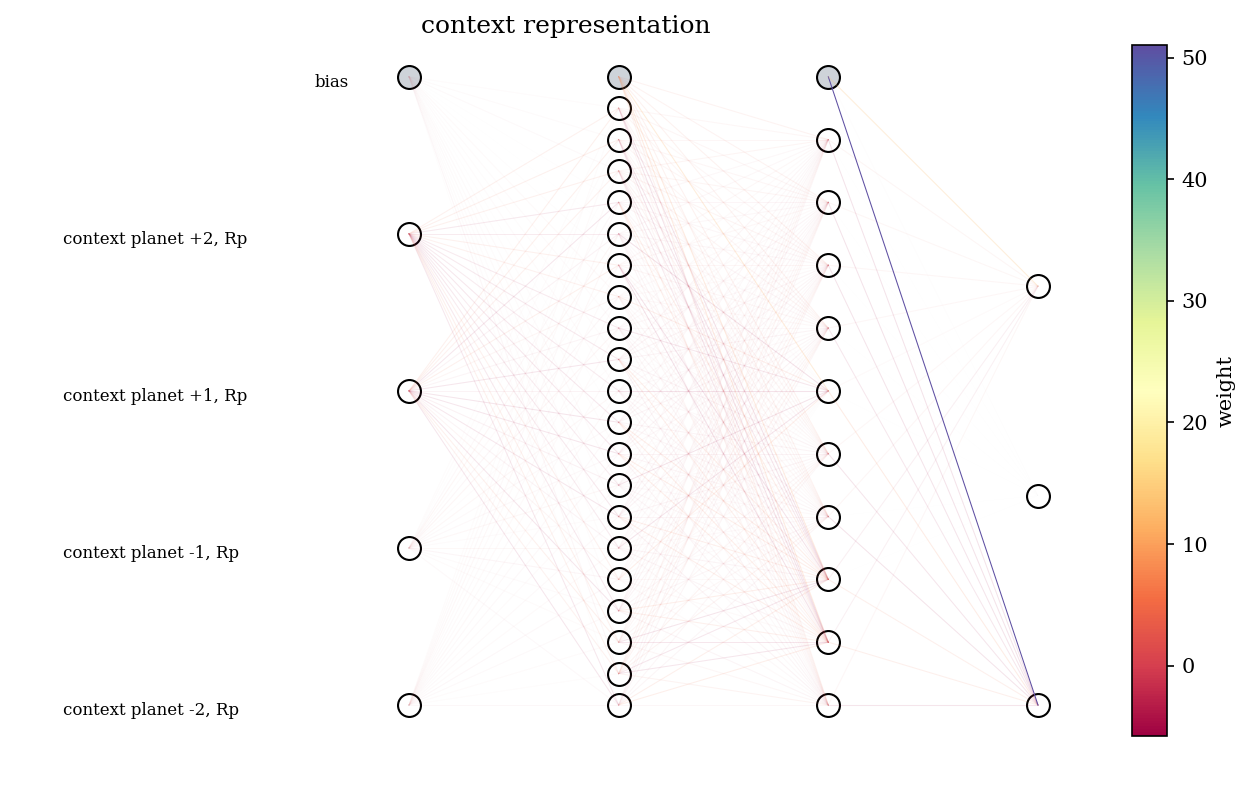 context representation
bias
context planet +2, Rp
context planet +1, Rp
context planet -1, Rp
context planet -2, Rp
50
40
30
20
10
0
weight